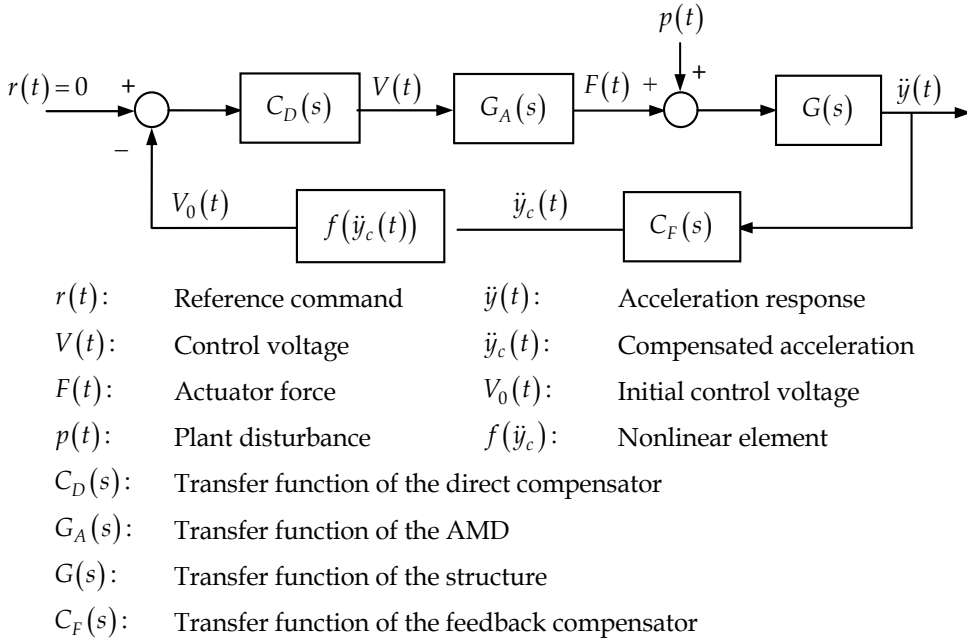 p(t)
r(t) = 0 + C_D(s) V(t) G_A(s) F(t) + + G(s) ÿ(t)
−
V_0(t) f(ÿ_c(t)) ÿ_c(t) C_F(s)
r(t): Reference command ÿ(t): Acceleration response
V(t): Control voltage ÿ_c(t): Compensated acceleration
F(t): Actuator force V_0(t): Initial control voltage
p(t): Plant disturbance f(ÿ_c): Nonlinear element
C_D(s): Transfer function of the direct compensator
G_A(s): Transfer function of the AMD
G(s): Transfer function of the structure
C_F(s): Transfer function of the feedback compensator